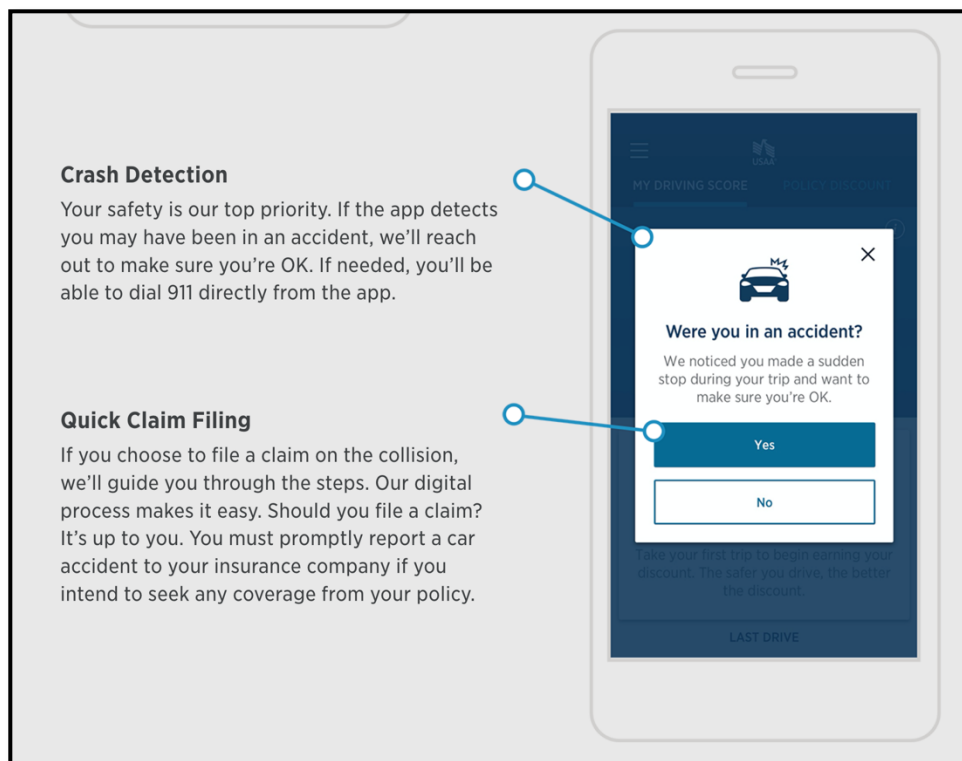 Crash Detection
Your safety is our top priority. If the app detects
you may have been in an accident, we’ll reach
out to make sure you’re OK. If needed, you’ll be
able to dial 911 directly from the app.
Quick Claim Filing
If you choose to file a claim on the collision,
we’ll guide you through the steps. Our digital
process makes it easy. Should you file a claim?
It’s up to you. You must promptly report a car
accident to your insurance company if you
intend to seek any coverage from your policy.
USAA
MY DRIVING SCORE POLICY DISCOUNT
Were you in an accident?
We noticed you made a sudden
stop during your trip and want to
make sure you’re OK.
Yes
No
Take your first trip to begin earning your
discount. The safer you drive, the better
the discount.
LAST DRIVE